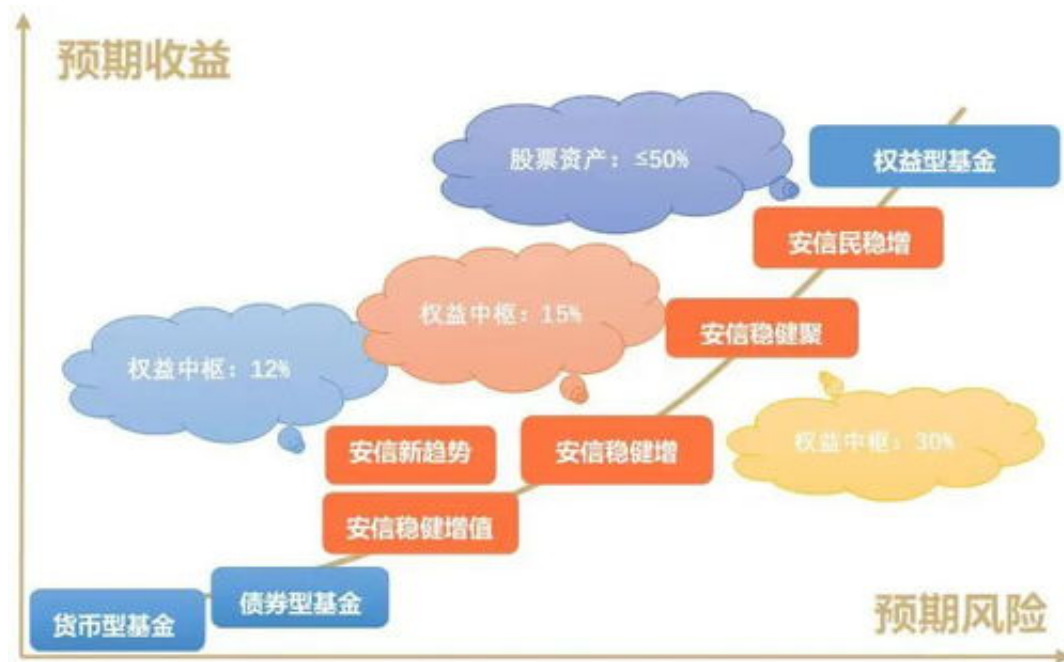 预期收益
股票资产：≤50%
权益型基金
安信民稳增
权益中枢：15%
安信稳健聚
权益中枢：12%
安信新趋势
安信稳健增
权益中枢：30%
安信稳健增值
债券型基金
货币型基金
预期风险